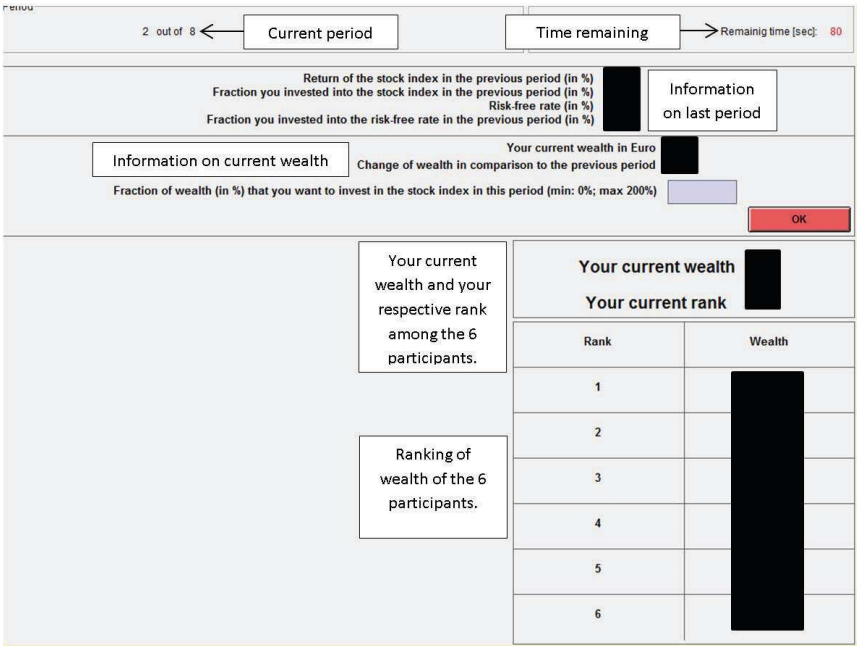 Period
2 out of 8
Current period
Time remaining
Remainig time [sec]: 80
Return of the stock index in the previous period (in %)
Fraction you invested into the stock index in the previous period (in %)
Risk-free rate (in %)
Fraction you invested into the risk-free rate in the previous period (in %)
Information
on last period
Information on current wealth
Your current wealth in Euro
Change of wealth in comparison to the previous period
Fraction of wealth (in %) that you want to invest in the stock index in this period (min: 0%; max 200%)
OK
Your current
wealth and your
respective rank
among the 6
participants.
Your current wealth
Your current rank
Rank Wealth
1
2
Ranking of
wealth of the 6
participants.
3
4
5
6